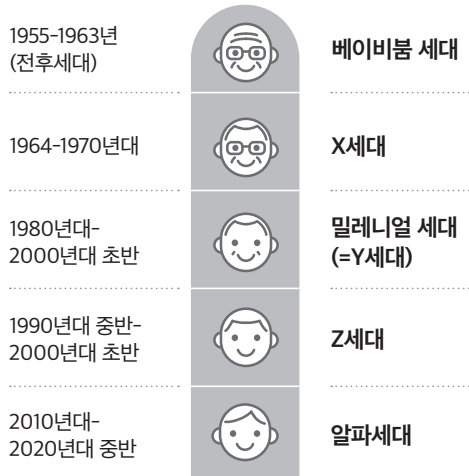 1955-1963년
(전후세대)
베이비붐 세대
1964-1970년대
X세대
1980년대-
2000년대 초반
밀레니얼 세대
(=Y세대)
1990년대 중반-
2000년대 초반
Z세대
2010년대-
2020년대 중반
알파세대